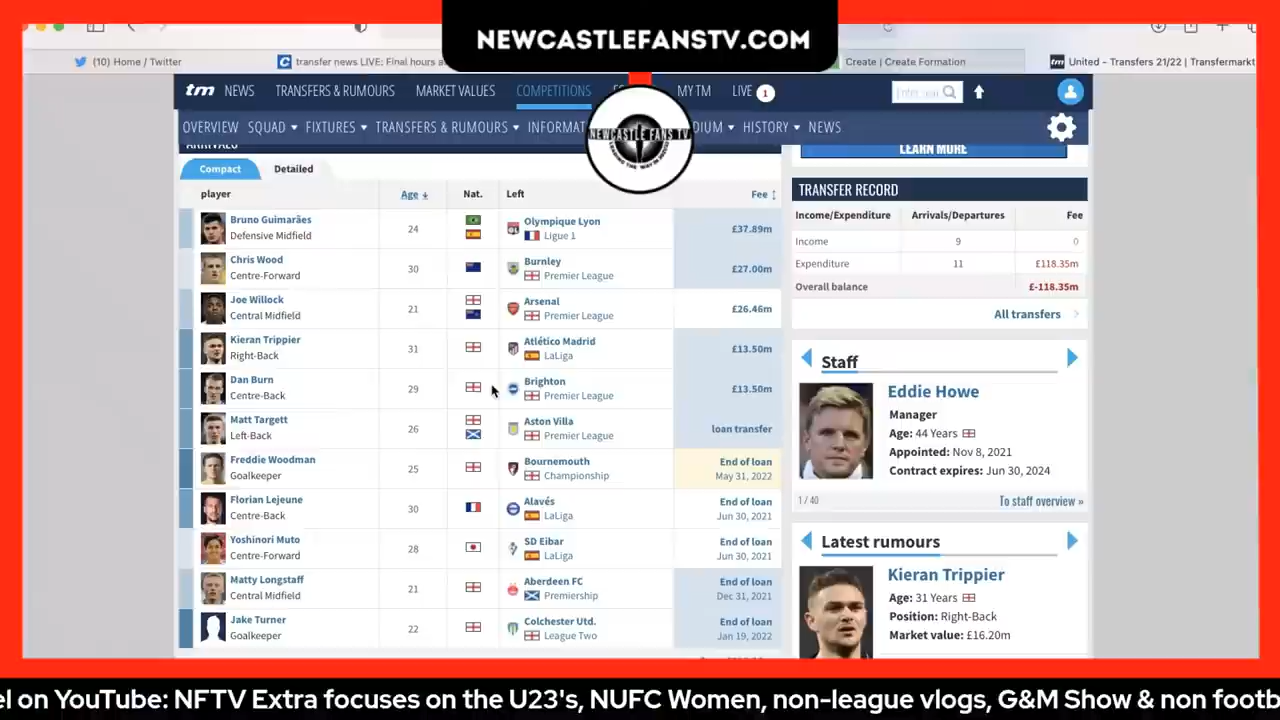 NEWCASTLEFANSTV.COM
(10) Home / Twitter
transfer news LIVE: Final hours
Create | Create Formation
United - Transfers 21/22 | Transfermarkt
tm NEWS TRANSFERS & RUMOURS MARKET VALUES COMPETITIONS MY TM LIVE 1
OVERVIEW SQUAD FIXTURES TRANSFERS & RUMOURS INFORMAT DIUM HISTORY NEWS
NEWCASTLE FANS TV
ARRIVALS
LEARN MORE
Compact Detailed
player Age Nat. Left Fee
Bruno Guimarães 24 Olympique Lyon £37.89m
Defensive Midfield Ligue 1
Chris Wood 30 Burnley £27.00m
Centre-Forward Premier League
Joe Willock 21 Arsenal £26.46m
Central Midfield Premier League
Kieran Trippier 31 Atlético Madrid £13.50m
Right-Back LaLiga
Dan Burn 29 Brighton £13.50m
Centre-Back Premier League
Matt Targett 26 Aston Villa loan transfer
Left-Back Premier League
Freddie Woodman 25 Bournemouth End of loan
Goalkeeper Championship May 31, 2022
Florian Lejeune 30 Alavés End of loan
Centre-Back LaLiga Jun 30, 2021
Yoshinori Muto 28 SD Eibar End of loan
Centre-Forward LaLiga Jun 30, 2021
Matty Longstaff 21 Aberdeen FC End of loan
Central Midfield Premiership Dec 31, 2021
Jake Turner 22 Colchester Utd. End of loan
Goalkeeper League Two Jan 19, 2022
TRANSFER RECORD
Income/Expenditure Arrivals/Departures Fee
Income 9 0
Expenditure 11 £118.35m
Overall balance £-118.35m
All transfers
Staff
Eddie Howe
Manager
Age: 44 Years
Appointed: Nov 8, 2021
Contract expires: Jun 30, 2024
1 / 40 To staff overview »
Latest rumours
Kieran Trippier
Age: 31 Years
Position: Right-Back
Market value: £16.20m
el on YouTube: NFTV Extra focuses on the U23's, NUFC Women, non-league vlogs, G&M Show & non footb